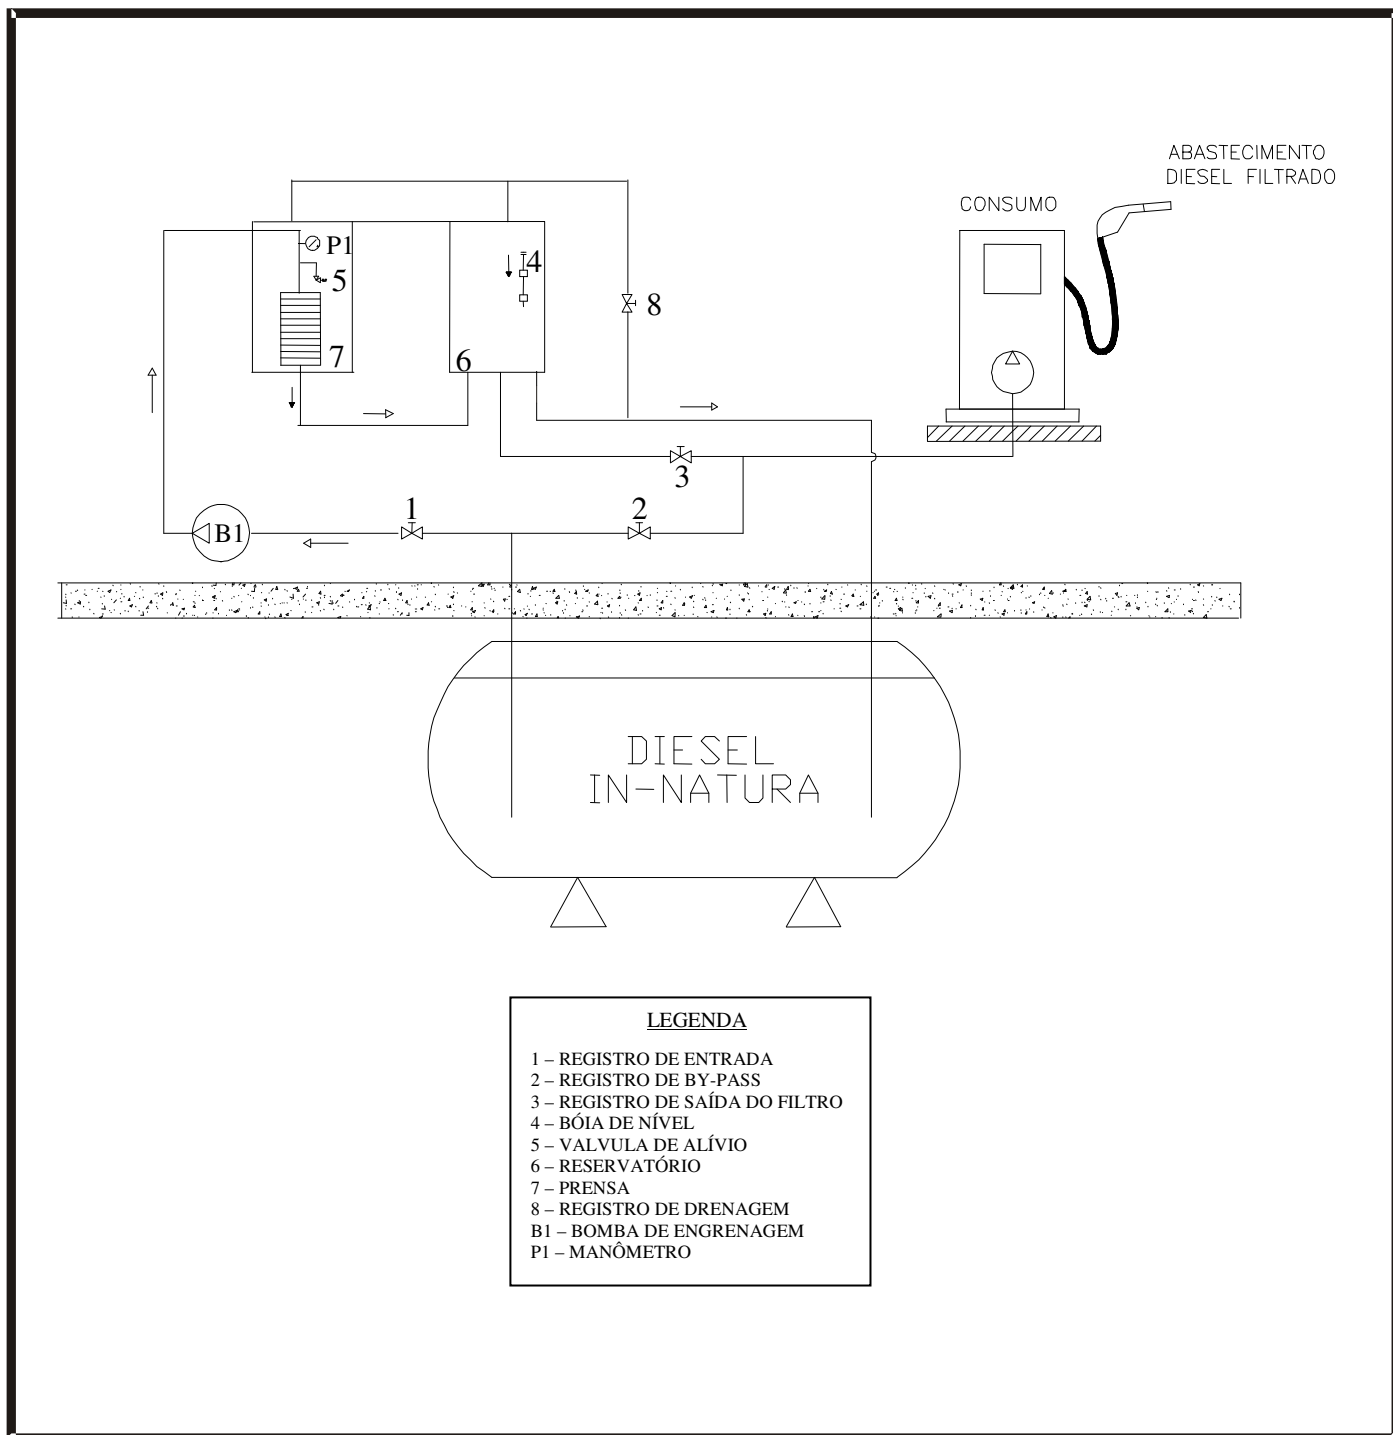 ABASTECIMENTO
DIESEL FILTRADO
CONSUMO
P1
4
5
8
7
6
3
1
2
B1
DIESEL
IN-NATURA
LEGENDA
1 – REGISTRO DE ENTRADA
2 – REGISTRO DE BY-PASS
3 – REGISTRO DE SAÍDA DO FILTRO
4 – BÓIA DE NÍVEL
5 – VALVULA DE ALÍVIO
6 – RESERVATÓRIO
7 – PRENSA
8 – REGISTRO DE DRENAGEM
B1 – BOMBA DE ENGRENAGEM
P1 – MANÔMETRO